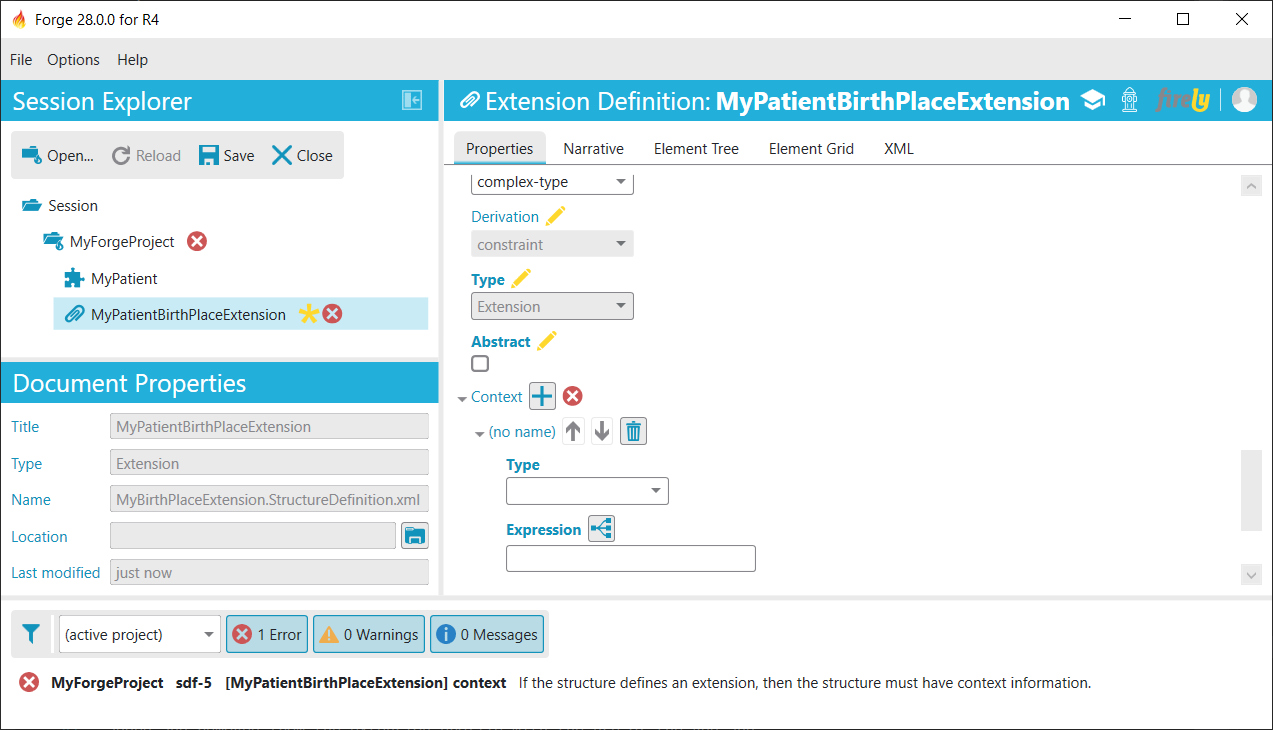 Forge 28.0.0 for R4
File Options Help
Session Explorer
Open... Reload Save Close
Session
MyForgeProject
MyPatient
MyPatientBirthPlaceExtension
Document Properties
Title MyPatientBirthPlaceExtension
Type Extension
Name MyBirthPlaceExtension.StructureDefinition.xml
Location
Last modified just now
Extension Definition: MyPatientBirthPlaceExtension firely
Properties Narrative Element Tree Element Grid XML
complex-type
Derivation
constraint
Type
Extension
Abstract
Context
(no name)
Type
Expression
(active project) 1 Error 0 Warnings 0 Messages
MyForgeProject sdf-5 [MyPatientBirthPlaceExtension] context If the structure defines an extension, then the structure must have context information.